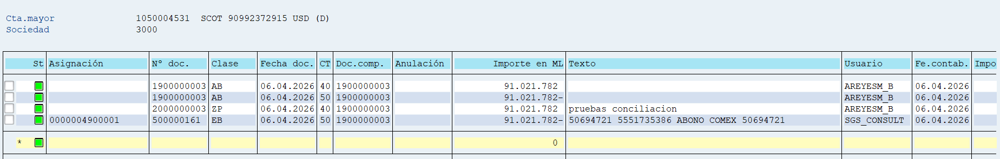 Cta.mayor 1050004531 SCOT 90992372915 USD (D)
Sociedad 3000
St Asignación Nº doc. Clase Fecha doc. CT Doc.comp. Anulación Importe en ML Texto Usuario Fe.contab. Impo
1900000003 AB 06.04.2026 40 1900000003 91.021.782 AREYESM_B 06.04.2026
1900000003 AB 06.04.2026 50 1900000003 91.021.782- AREYESM_B 06.04.2026
2000000003 ZP 06.04.2026 40 1900000003 91.021.782 pruebas conciliacion AREYESM_B 06.04.2026
0000004900001 500000161 EB 06.04.2026 50 1900000003 91.021.782- 50694721 5551735386 ABONO COMEX 50694721 SGS_CONSULT 06.04.2026
* 0